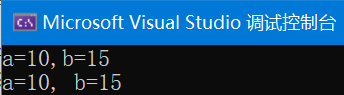 C:\ Microsoft Visual Studio 调试控制台
a=10,b=15
a=10, b=15